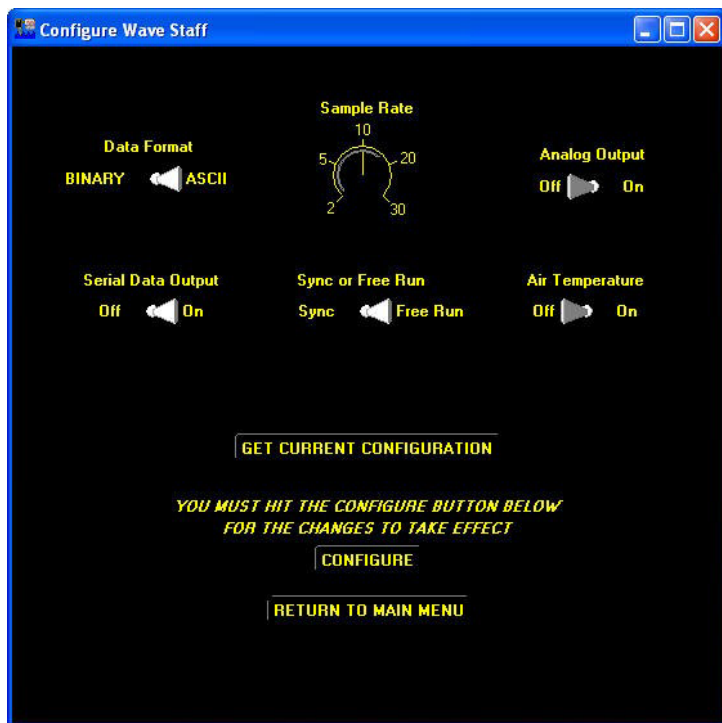 Configure Wave Staff
Sample Rate
10
5 20
2 30
Data Format
BINARY ASCII
Analog Output
Off On
Serial Data Output
Off On
Sync or Free Run
Sync Free Run
Air Temperature
Off On
GET CURRENT CONFIGURATION
YOU MUST HIT THE CONFIGURE BUTTON BELOW
FOR THE CHANGES TO TAKE EFFECT
CONFIGURE
RETURN TO MAIN MENU